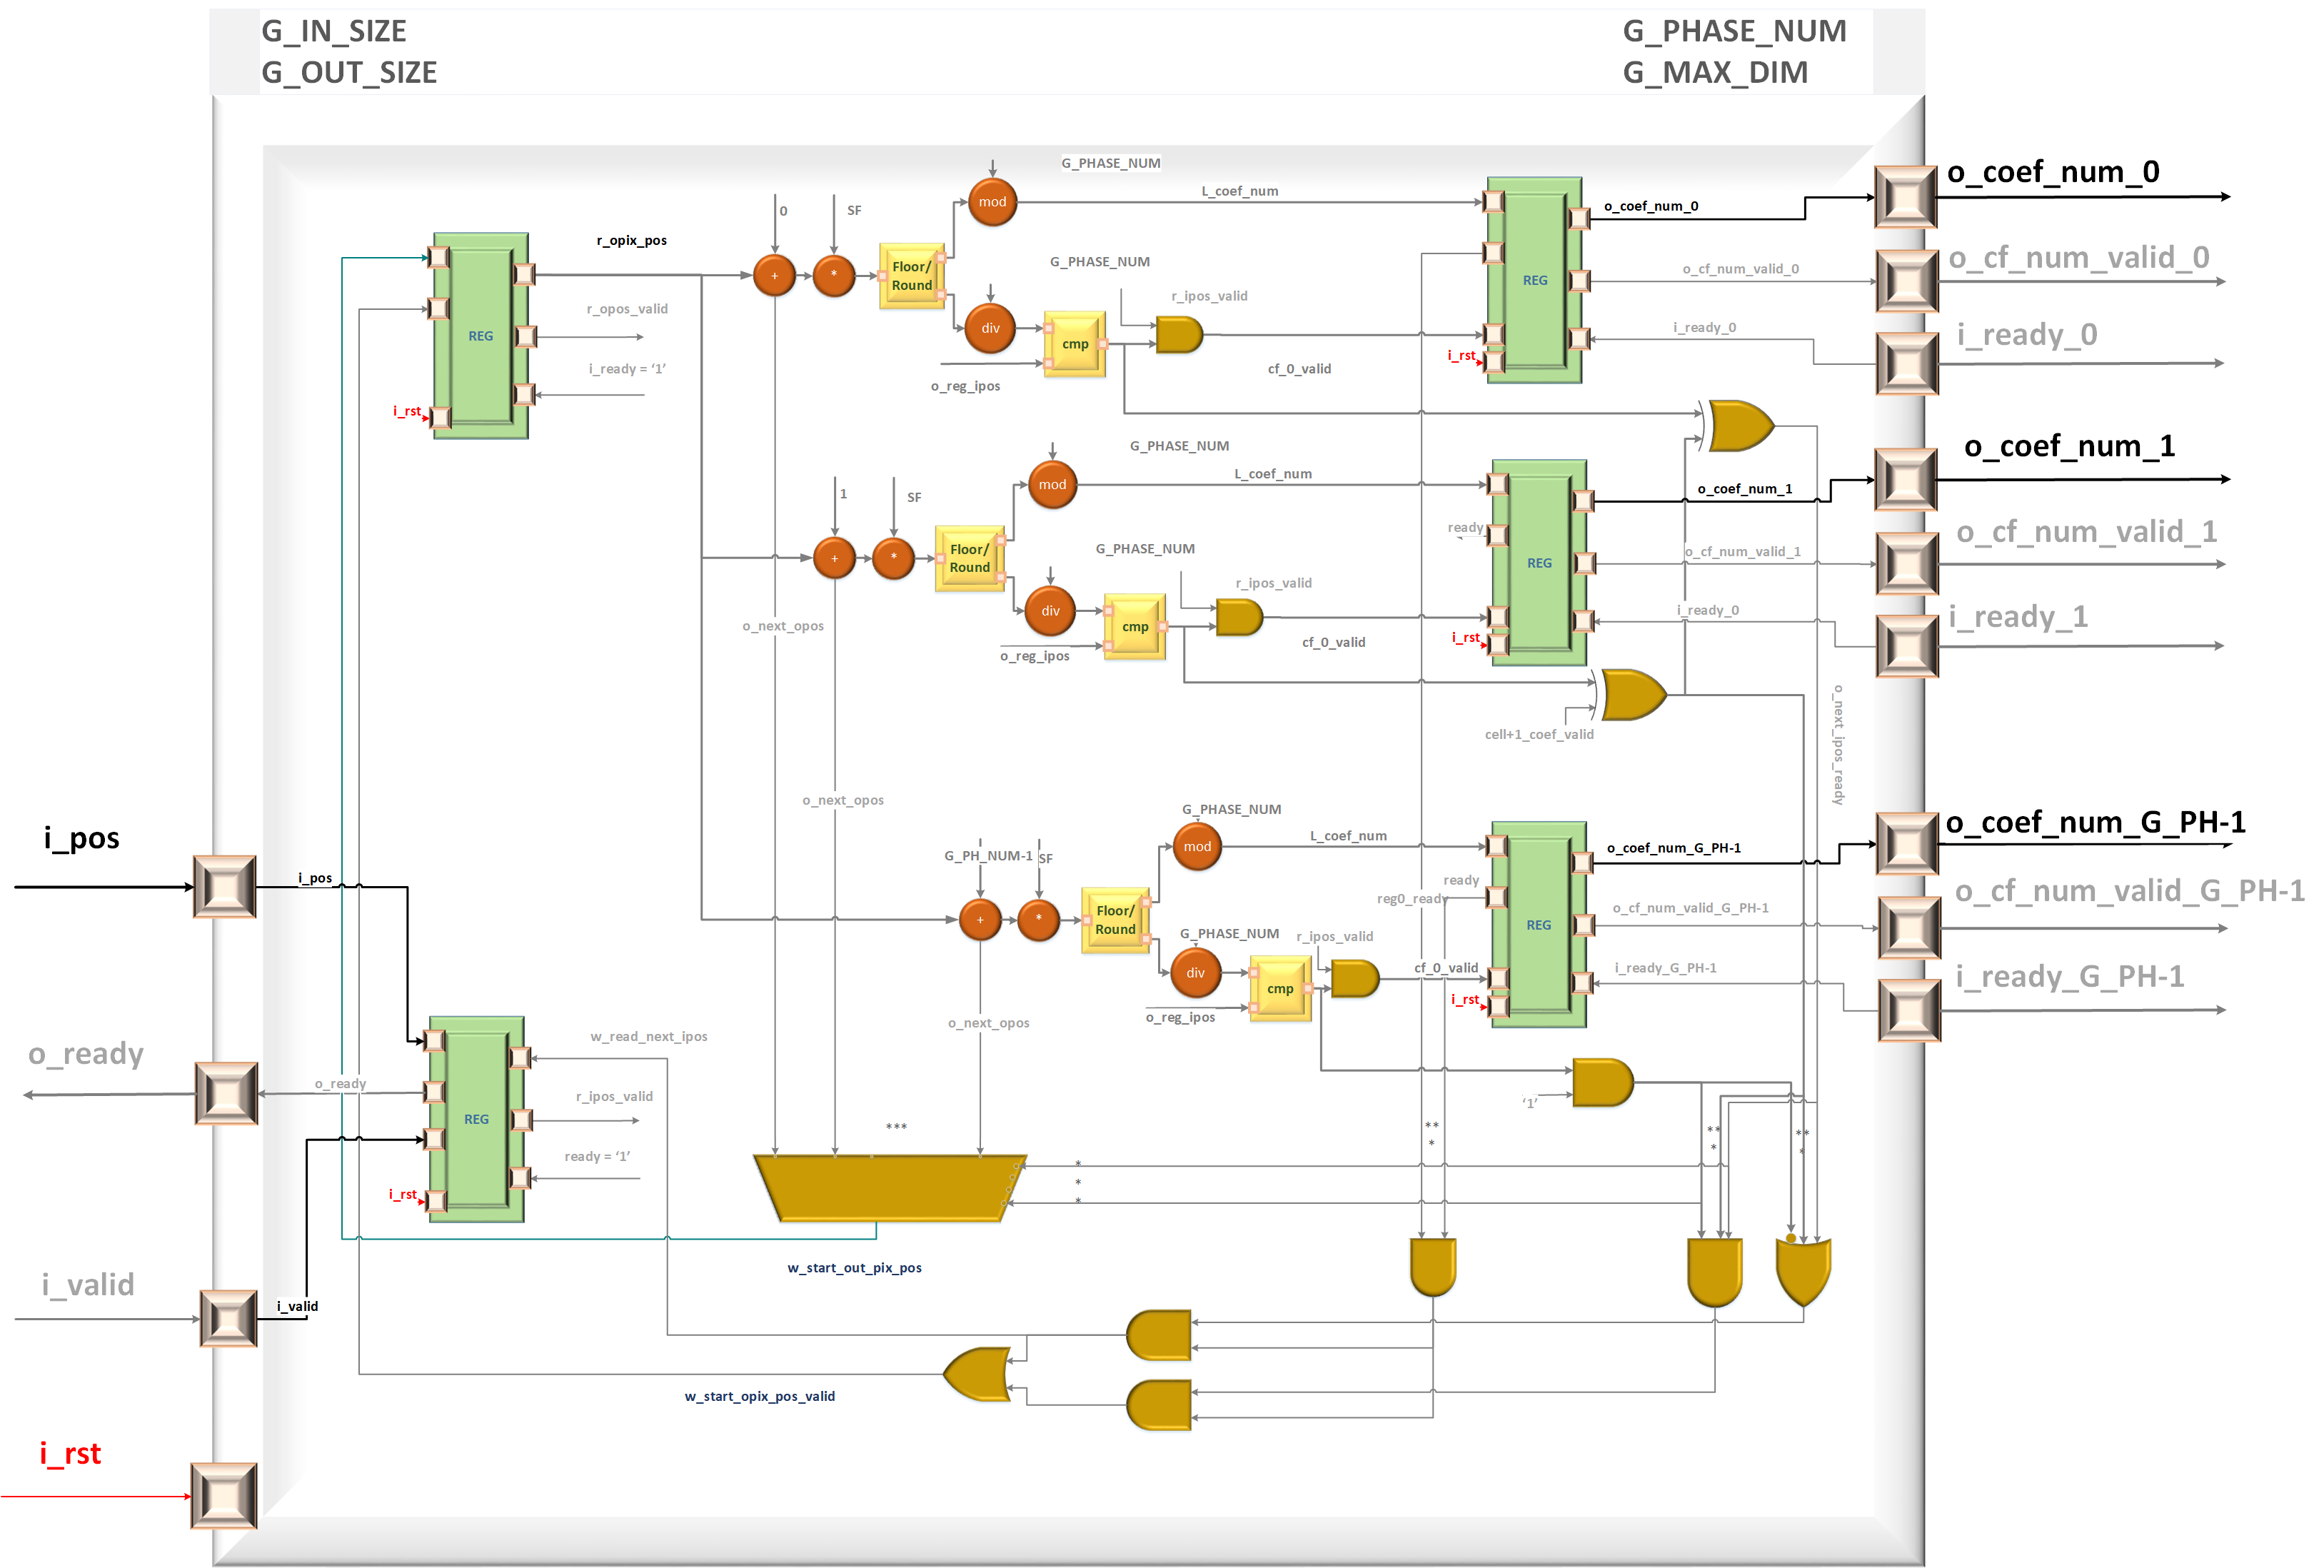 G_IN_SIZE
G_OUT_SIZE
G_PHASE_NUM
G_MAX_DIM
G_PHASE_NUM
mod
L_coef_num
0
SF
r_opix_pos
+
*
Floor/
Round
G_PHASE_NUM
div
cmp
r_ipos_valid
o_reg_ipos
cf_0_valid
REG
r_opos_valid
i_ready = ‘1’
i_rst
REG
i_rst
o_coef_num_0
o_cf_num_valid_0
i_ready_0
o_coef_num_0
o_cf_num_valid_0
i_ready_0
G_PHASE_NUM
mod
L_coef_num
1
SF
+
*
Floor/
Round
G_PHASE_NUM
div
cmp
r_ipos_valid
o_reg_ipos
cf_0_valid
ready
REG
i_rst
o_coef_num_1
o_cf_num_valid_1
i_ready_0
o_coef_num_1
o_cf_num_valid_1
i_ready_1
o_next_opos
cell+1_coef_valid
o_next_ipos_ready
o_next_opos
G_PHASE_NUM
mod
L_coef_num
G_PH_NUM-1
SF
+
*
Floor/
Round
G_PHASE_NUM
div
cmp
r_ipos_valid
o_reg_ipos
cf_0_valid
ready
reg0_ready
REG
i_rst
o_coef_num_G_PH-1
o_cf_num_valid_G_PH-1
i_ready_G_PH-1
o_coef_num_G_PH-1
o_cf_num_valid_G_PH-1
i_ready_G_PH-1
o_next_opos
i_pos
i_pos
o_ready
o_ready
w_read_next_ipos
r_ipos_valid
REG
ready = ‘1’
i_rst
‘1’
***
**
*
**
*
**
*
*
*
*
w_start_out_pix_pos
i_valid
i_valid
w_start_opix_pos_valid
i_rst